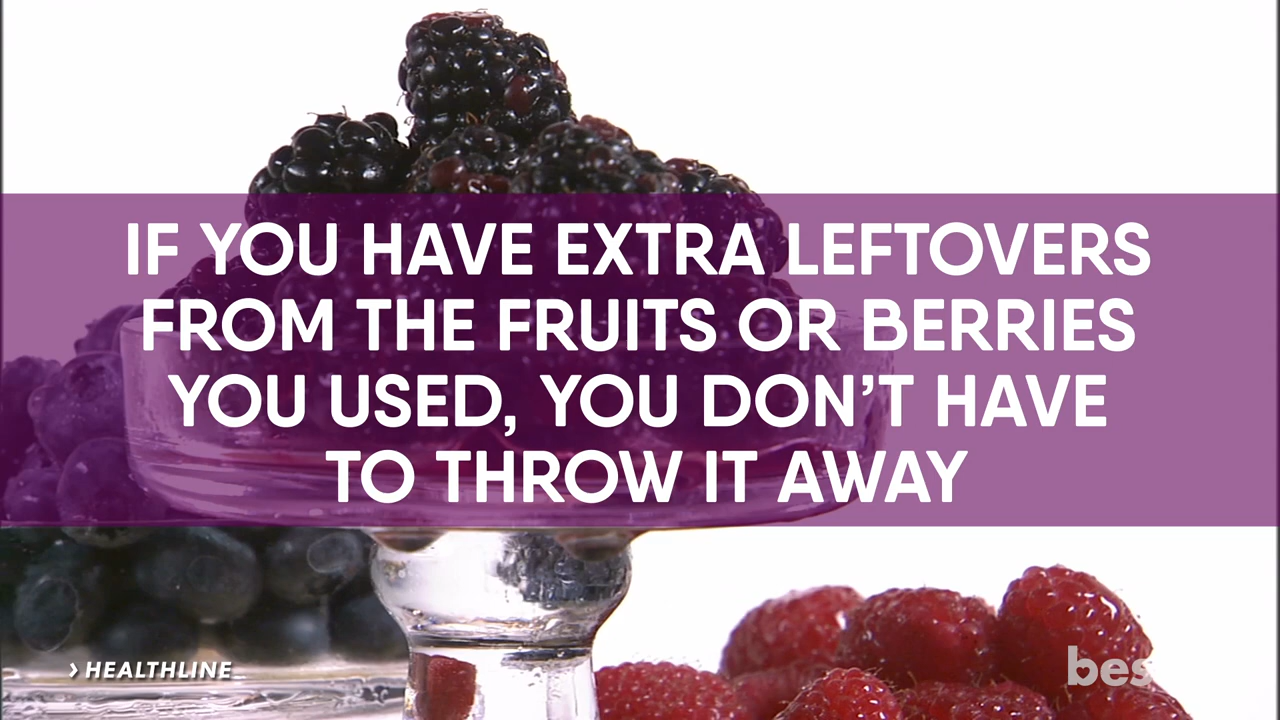 IF YOU HAVE EXTRA LEFTOVERS
FROM THE FRUITS OR BERRIES
YOU USED, YOU DON’T HAVE
TO THROW IT AWAY
› HEALTHLINE
bes